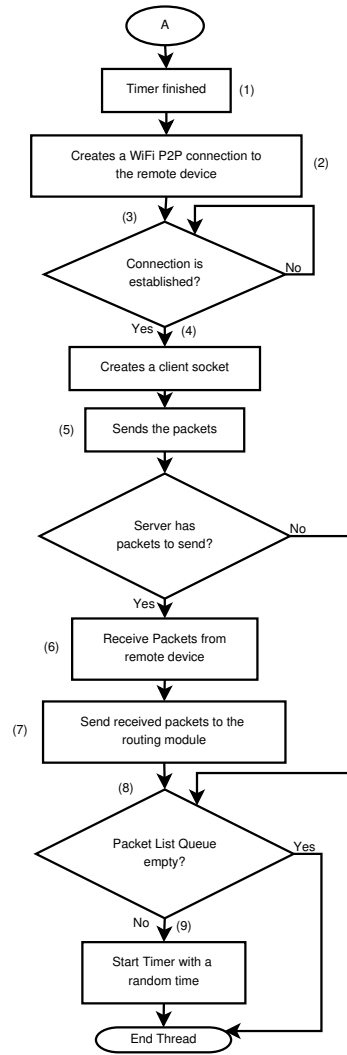 A
Timer finished
(1)
Creates a WiFi P2P connection to
the remote device
(2)
(3)
Connection is
established?
No
Yes
(4)
Creates a client socket
(5)
Sends the packets
Server has
packets to send?
No
Yes
(6)
Receive Packets from
remote device
(7)
Send received packets to the
routing module
(8)
Packet List Queue
empty?
Yes
No
(9)
Start Timer with a
random time
End Thread